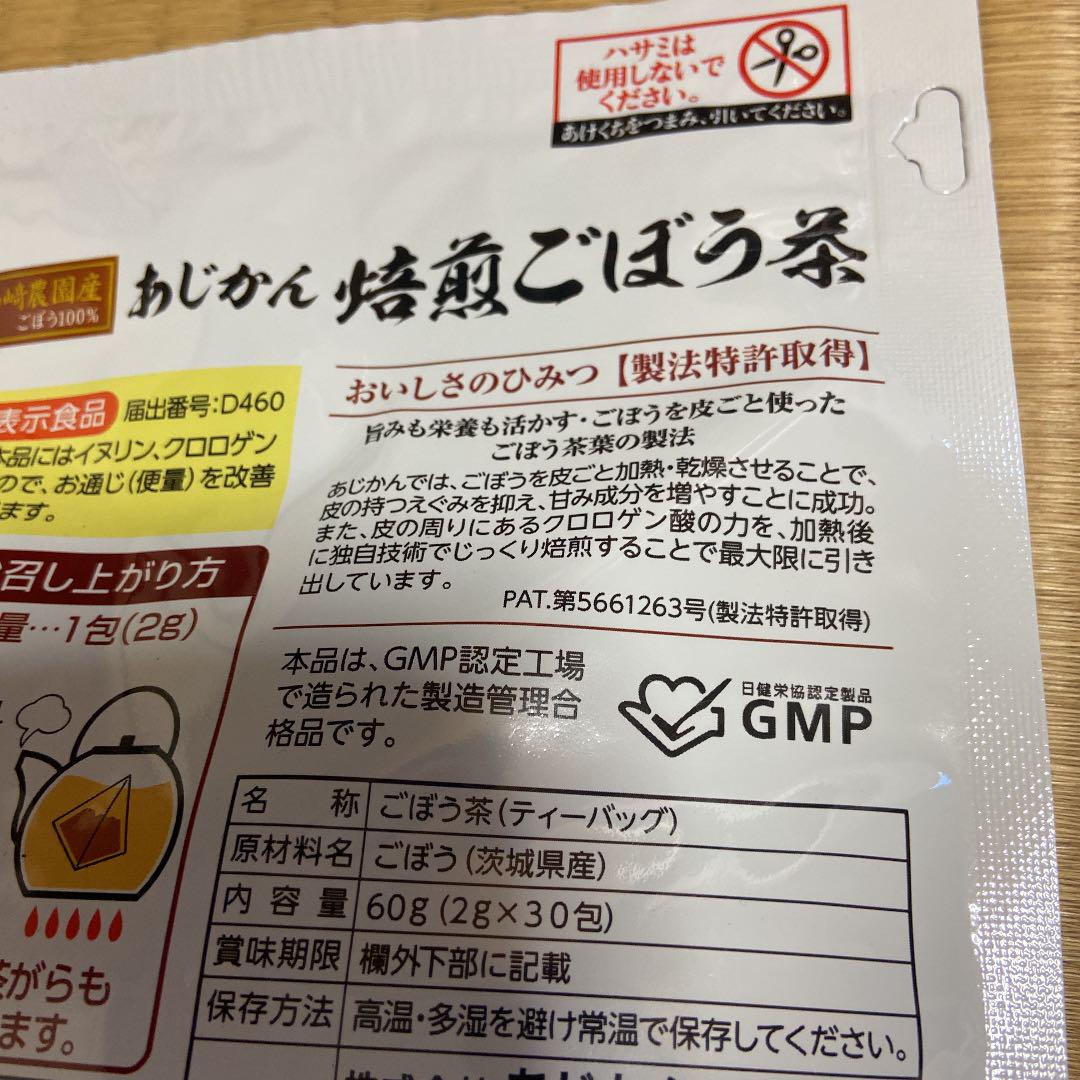 ハサミは
使用しないで
ください。
あけくちをつまみ、引いてください。
崎農園産
ごぼう100%
あじかん 焙煎ごぼう茶
おいしさのひみつ【製法特許取得】
旨みも栄養も活かす・ごぼうを皮ごと使った
ごぼう茶葉の製法
あじかんでは、ごぼうを皮ごと加熱・乾燥させることで、
皮の持つえぐみを抑え、甘み成分を増やすことに成功。
また、皮の周りにあるクロロゲン酸の力を、加熱後
に独自技術でじっくり焙煎することで最大限に引き
出しています。
PAT.第5661263号(製法特許取得)
表示食品 届出番号:D460
本品にはイヌリン、クロロゲン
ので、お通じ(便量)を改善
ます。
召し上がり方
量…1包(2g)
茶がらも
ます。
本品は、GMP認定工場
で造られた製造管理合
格品です。
日健栄協認定製品
GMP
名 称 ごぼう茶(ティーバッグ)
原材料名 ごぼう(茨城県産)
内容量 60g(2g×30包)
賞味期限 欄外下部に記載
保存方法 高温・多湿を避け常温で保存してください。